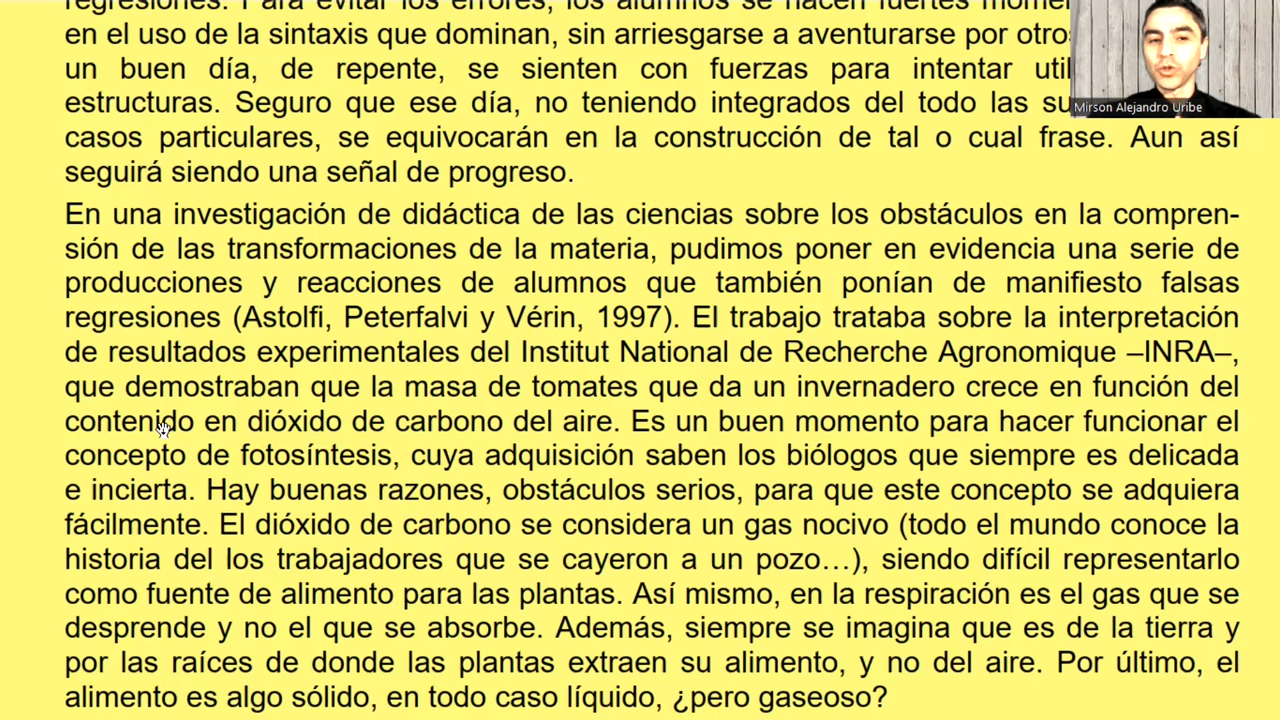 regresiones. Para evitar los errores, los alumnos se hacen fuertes
en el uso de la sintaxis que dominan, sin arriesgarse a aventurarse por otros
un buen día, de repente, se sienten con fuerzas para intentar
estructuras. Seguro que ese día, no teniendo integrados del todo las
casos particulares, se equivocarán en la construcción de tal o cual frase. Aun así
seguirá siendo una señal de progreso.
En una investigación de didáctica de las ciencias sobre los obstáculos en la compren-
sión de las transformaciones de la materia, pudimos poner en evidencia una serie de
producciones y reacciones de alumnos que también ponían de manifiesto falsas
regresiones (Astolfi, Peterfalvi y Vérin, 1997). El trabajo trataba sobre la interpretación
de resultados experimentales del Institut National de Recherche Agronomique –INRA–,
que demostraban que la masa de tomates que da un invernadero crece en función del
contenido en dióxido de carbono del aire. Es un buen momento para hacer funcionar el
concepto de fotosíntesis, cuya adquisición saben los biólogos que siempre es delicada
e incierta. Hay buenas razones, obstáculos serios, para que este concepto se adquiera
fácilmente. El dióxido de carbono se considera un gas nocivo (todo el mundo conoce la
historia del los trabajadores que se cayeron a un pozo…), siendo difícil representarlo
como fuente de alimento para las plantas. Así mismo, en la respiración es el gas que se
desprende y no el que se absorbe. Además, siempre se imagina que es de la tierra y
por las raíces de donde las plantas extraen su alimento, y no del aire. Por último, el
alimento es algo sólido, en todo caso líquido, ¿pero gaseoso?
Mirson Alejandro Uribe